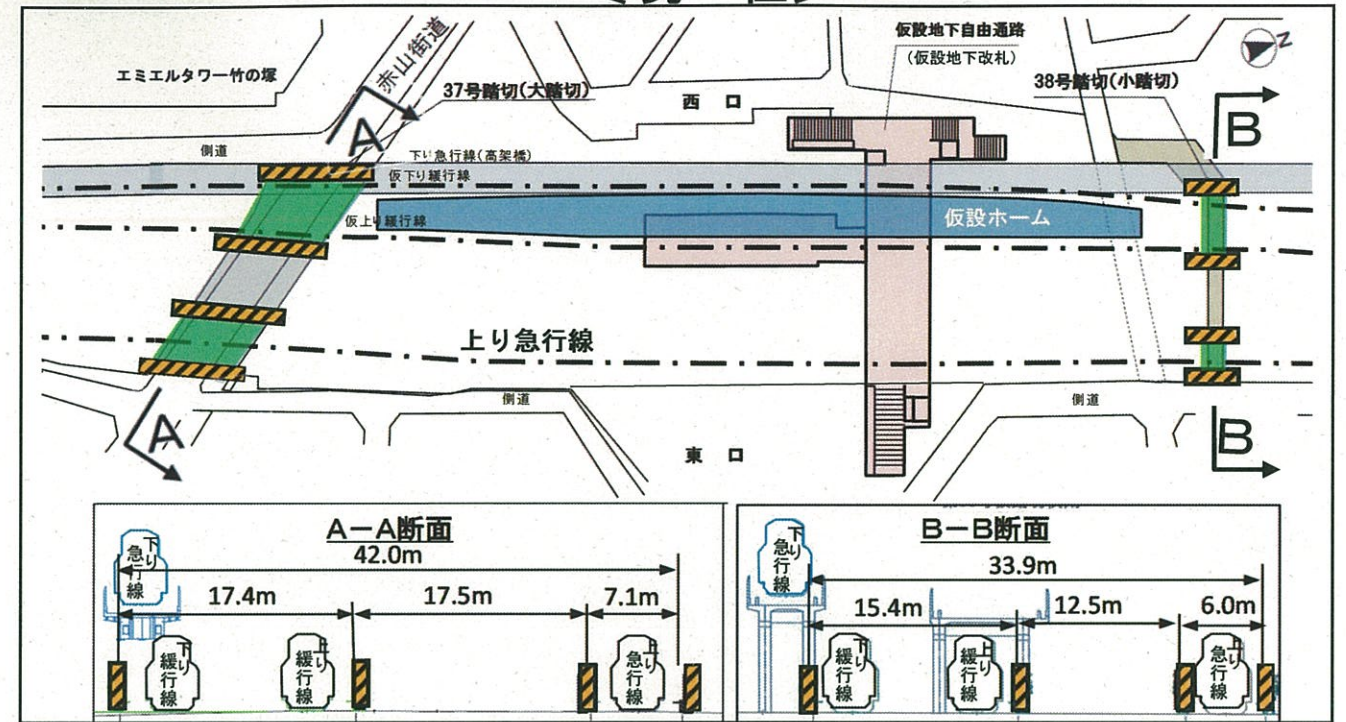 仮設地下自由通路
(仮設地下改札)
Z
エミエルタワー竹の塚
赤山街道
37号踏切(大踏切)
西 口
38号踏切(小踏切)
A
B
側道
下り急行線(高架橋)
仮下り緩行線
仮上り緩行線
仮設ホーム
上り急行線
側道
側道
A
東 口
B
A-A断面
42.0m
17.4m
17.5m
7.1m
下り
急行線
下り
緩行線
上り
緩行線
上り
急行線
B-B断面
33.9m
15.4m
12.5m
6.0m
下り
急行線
下り
緩行線
上り
緩行線
上り
急行線